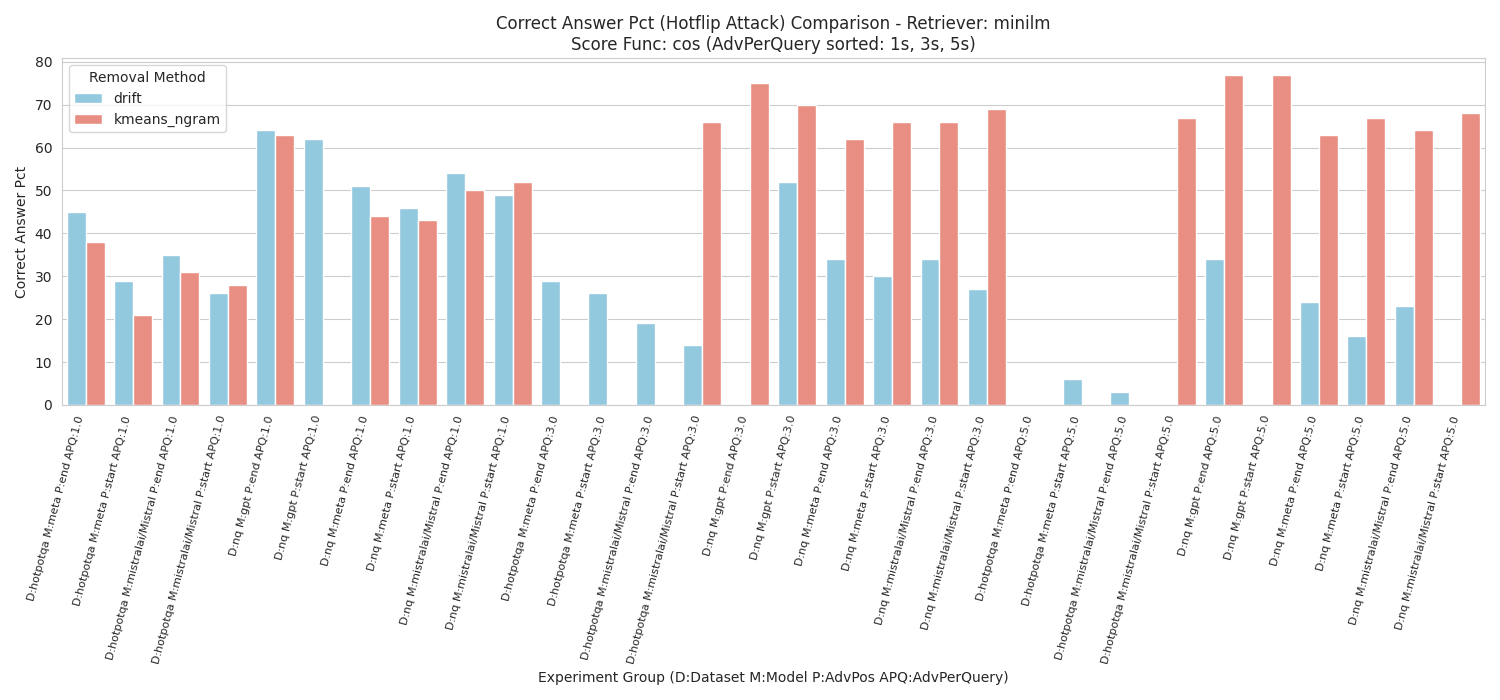 Correct Answer Pct (Hotflip Attack) Comparison - Retriever: minilm
Score Func: cos (AdvPerQuery sorted: 1s, 3s, 5s)
Removal Method
drift
kmeans_ngram
Correct Answer Pct
80
70
60
50
40
30
20
10
0
D:hotpotqa M:meta P:end APQ:1.0
D:hotpotqa M:meta P:start APQ:1.0
D:hotpotqa M:mistralai/Mistral P:end APQ:1.0
D:hotpotqa M:mistralai/Mistral P:start APQ:1.0
D:nq M:gpt P:end APQ:1.0
D:nq M:gpt P:start APQ:1.0
D:nq M:meta P:end APQ:1.0
D:nq M:meta P:start APQ:1.0
D:nq M:mistralai/Mistral P:end APQ:1.0
D:nq M:mistralai/Mistral P:start APQ:1.0
D:hotpotqa M:meta P:end APQ:3.0
D:hotpotqa M:meta P:start APQ:3.0
D:hotpotqa M:mistralai/Mistral P:end APQ:3.0
D:hotpotqa M:mistralai/Mistral P:start APQ:3.0
D:nq M:gpt P:end APQ:3.0
D:nq M:gpt P:start APQ:3.0
D:nq M:meta P:end APQ:3.0
D:nq M:meta P:start APQ:3.0
D:nq M:mistralai/Mistral P:end APQ:3.0
D:nq M:mistralai/Mistral P:start APQ:3.0
D:hotpotqa M:meta P:end APQ:5.0
D:hotpotqa M:meta P:start APQ:5.0
D:hotpotqa M:mistralai/Mistral P:end APQ:5.0
D:hotpotqa M:mistralai/Mistral P:start APQ:5.0
D:nq M:gpt P:end APQ:5.0
D:nq M:gpt P:start APQ:5.0
D:nq M:meta P:end APQ:5.0
D:nq M:meta P:start APQ:5.0
D:nq M:mistralai/Mistral P:end APQ:5.0
D:nq M:mistralai/Mistral P:start APQ:5.0
Experiment Group (D:Dataset M:Model P:AdvPos APQ:AdvPerQuery)